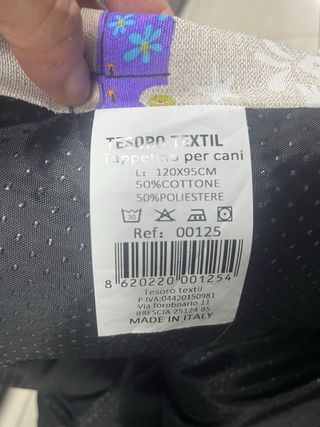 TESORO TEXTIL
Tappetino per cani
L: 120X95CM
50%COTTONE
50%POLIESTERE
30
Ref: 00125
8 620220 001254
Tesoro textil
P.IVA:04420150981
Via foroboario 11
BRESCIA 25124 BS
MADE IN ITALY